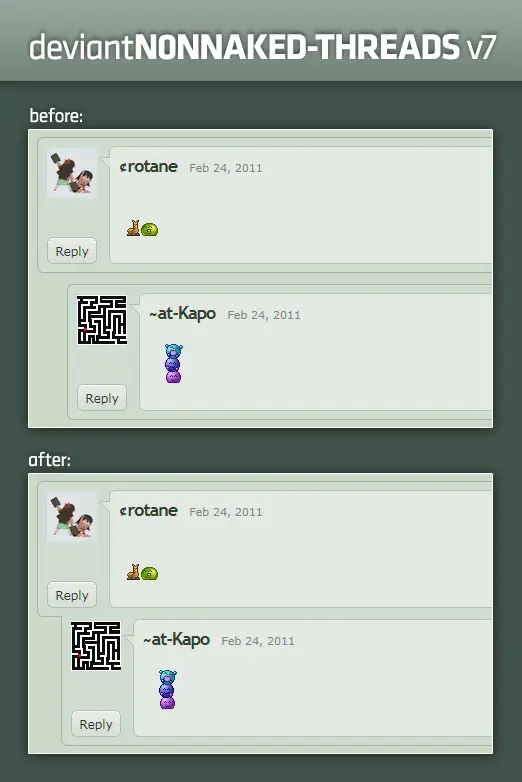 deviantNONNAKED-THREADS v7
before:
¢rotane Feb 24, 2011
Reply
~at-Kapo Feb 24, 2011
Reply
after:
¢rotane Feb 24, 2011
Reply
~at-Kapo Feb 24, 2011
Reply